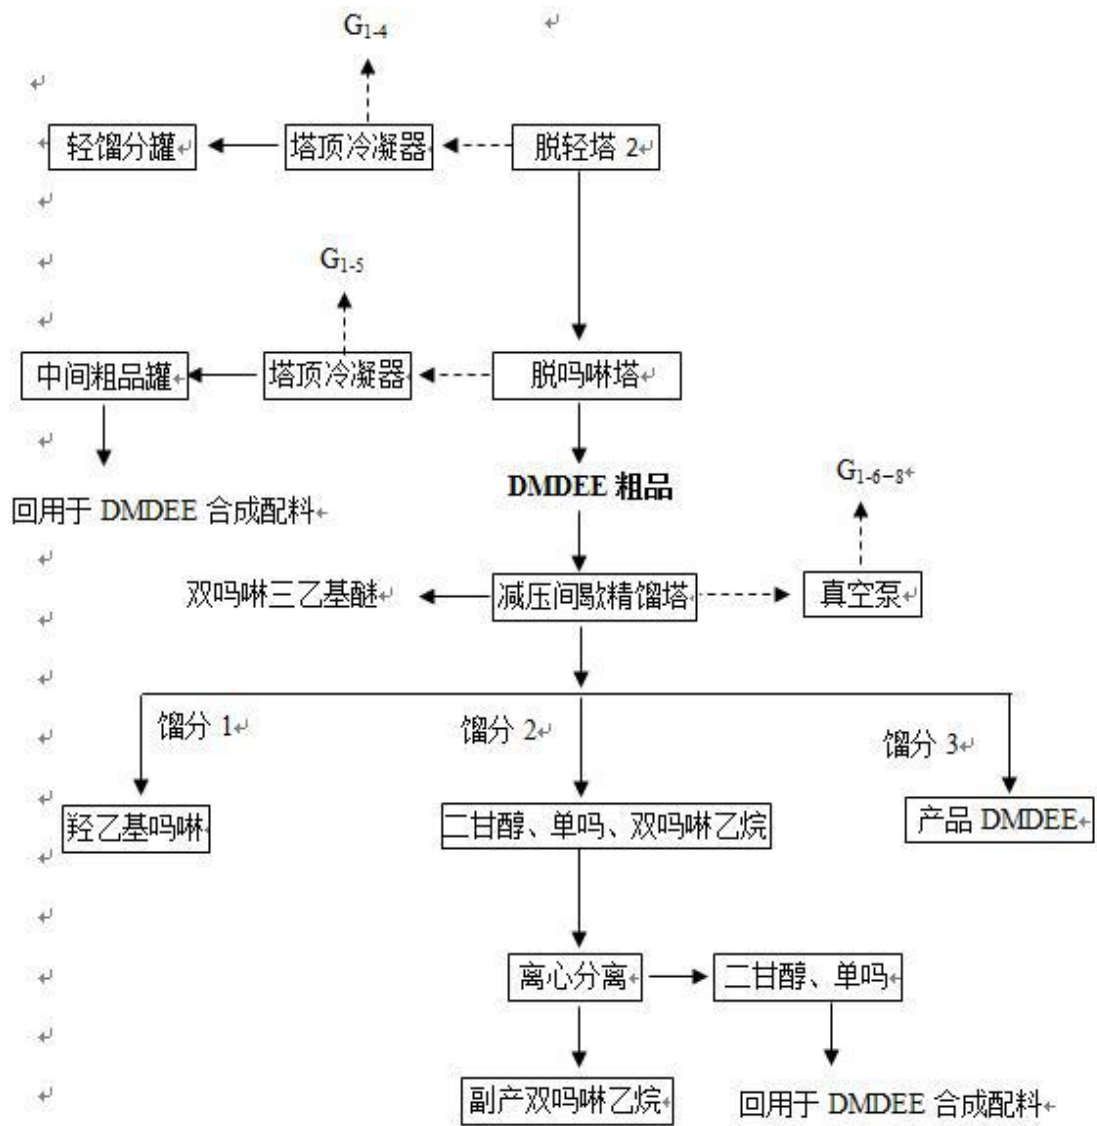 G1-4
轻馏分罐
塔顶冷凝器
脱轻塔 2
G1-5
中间粗品罐
塔顶冷凝器
脱吗啉塔
DMDEE 粗品
G1-6-8
回用于 DMDEE 合成配料
双吗啉三乙基醚
减压间歇精馏塔
真空泵
馏分 1
馏分 2
馏分 3
羟乙基吗啉
二甘醇、单吗、双吗啉乙烷
产品 DMDEE
离心分离
二甘醇、单吗
副产双吗啉乙烷
回用于 DMDEE 合成配料